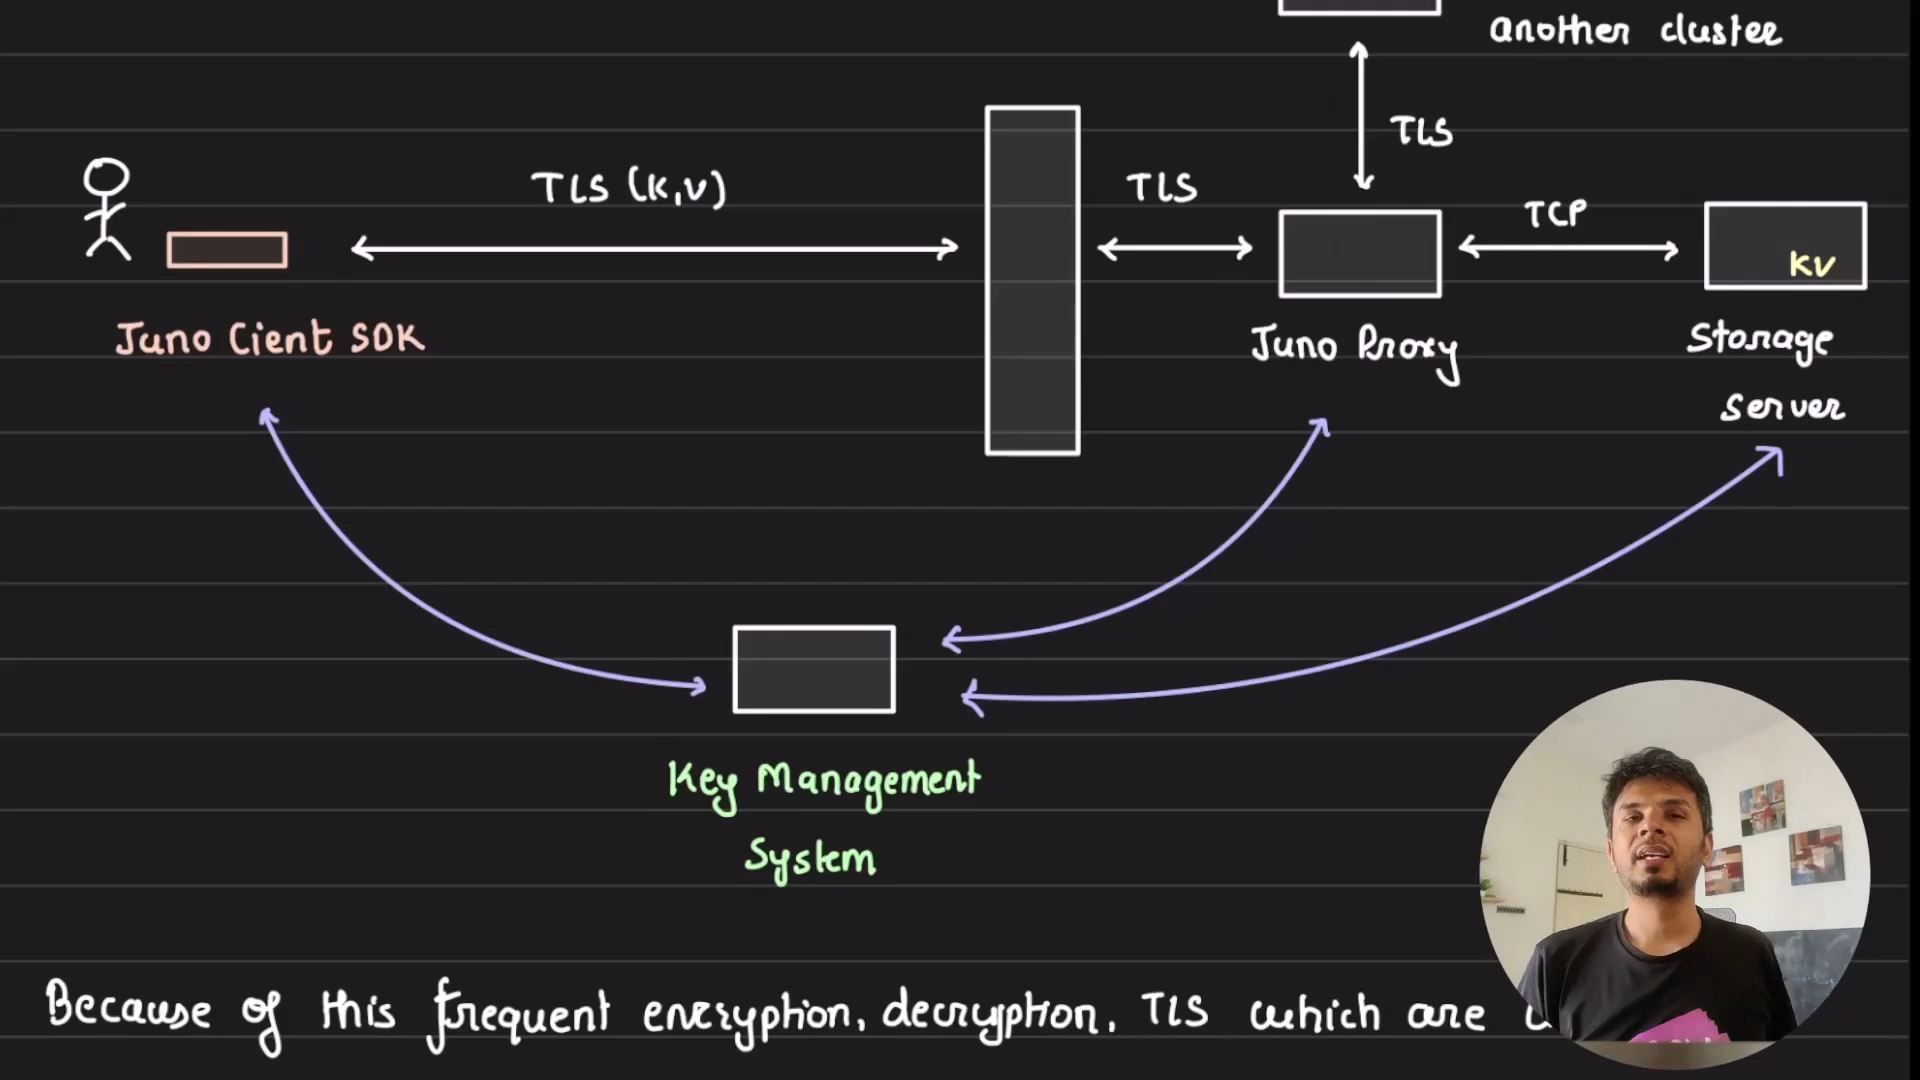 another cluster
TLS
TLS (K,V)
TLS
TCP
KV
Juno Cient SDK
Juno Proxy
Storage
Server
Key Management
System
Because of this frequent encryption, decryption, TLS which are